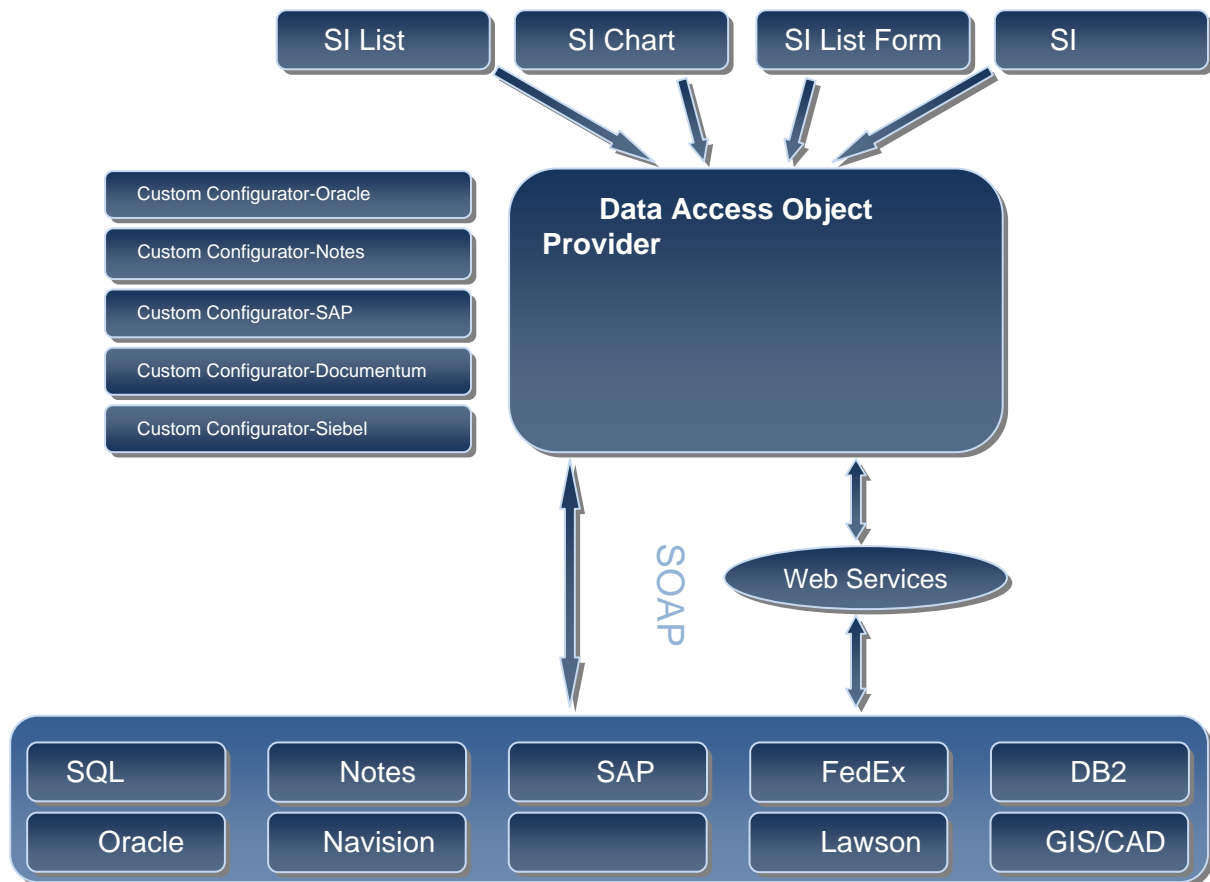 SI List
SI Chart
SI List Form
SI
Custom Configurator-Oracle
Custom Configurator-Notes
Custom Configurator-SAP
Custom Configurator-Documentum
Custom Configurator-Siebel
Data Access Object
Provider
SOAP
Web Services
SQL
Notes
SAP
FedEx
DB2
Oracle
Navision
Lawson
GIS/CAD